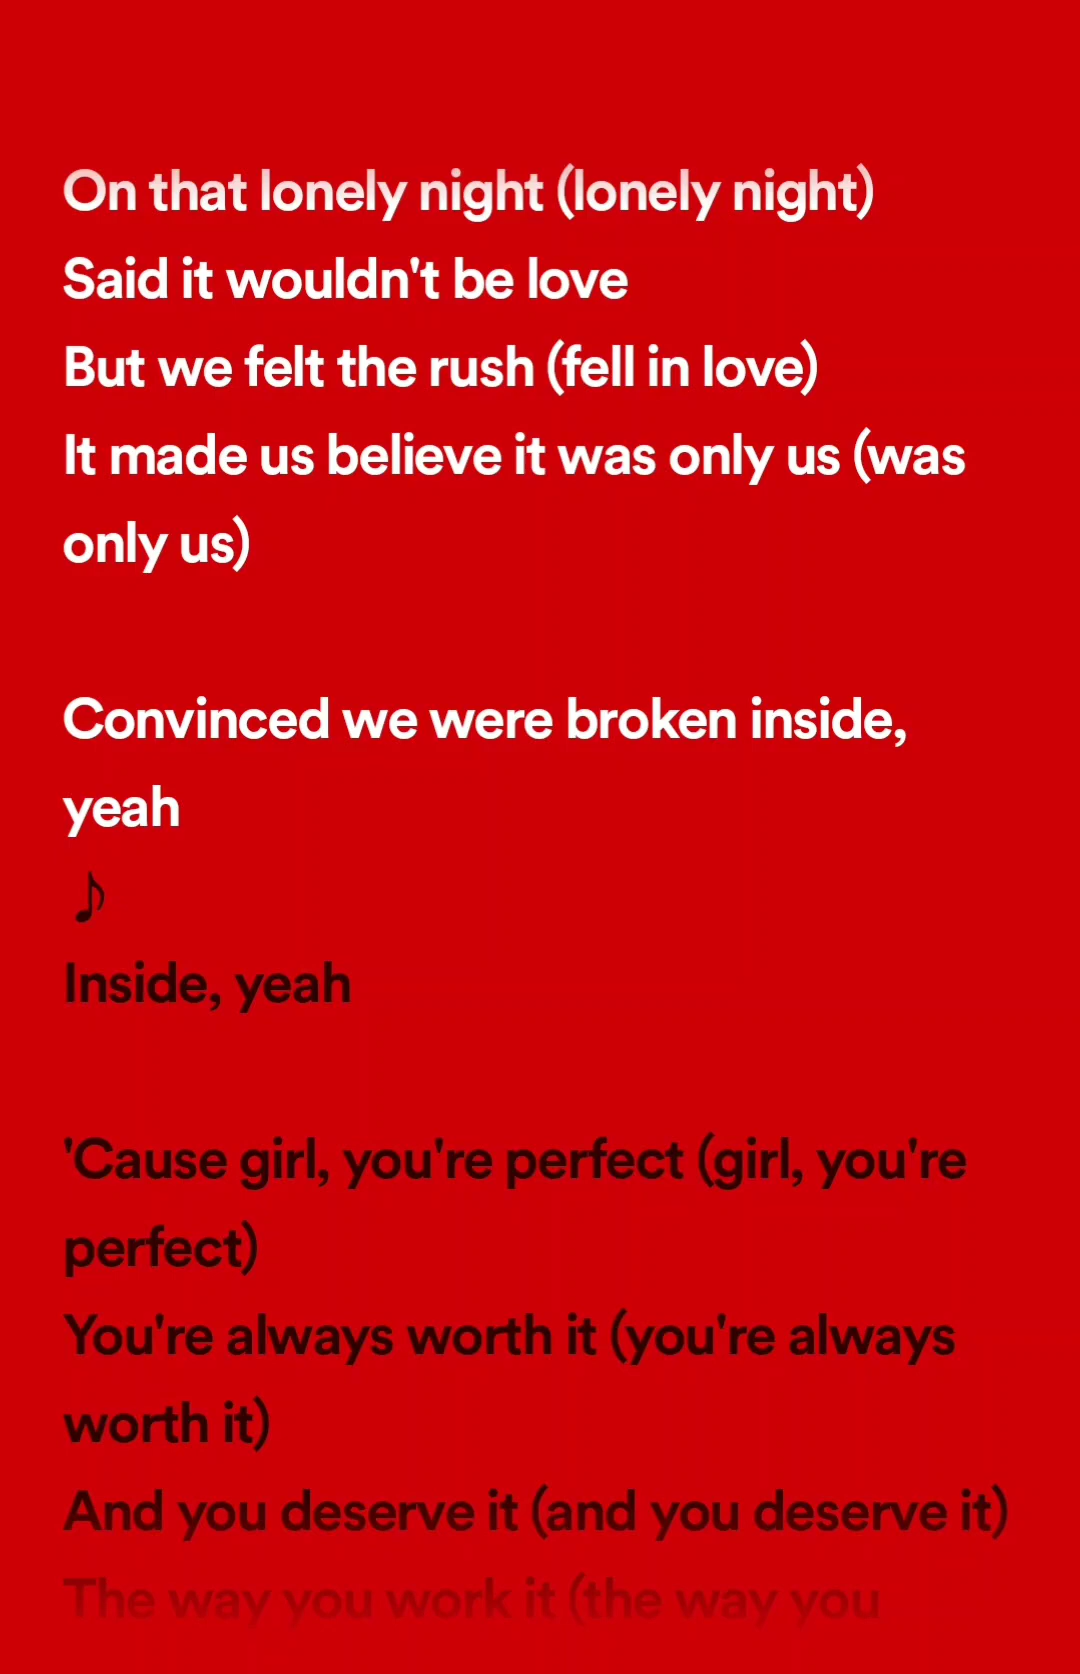 On that lonely night (lonely night)
Said it wouldn't be love
But we felt the rush (fell in love)
It made us believe it was only us (was
only us)
Convinced we were broken inside,
yeah
♪
Inside, yeah
'Cause girl, you're perfect (girl, you're
perfect)
You're always worth it (you're always
worth it)
And you deserve it (and you deserve it)
The way you work it (the way you